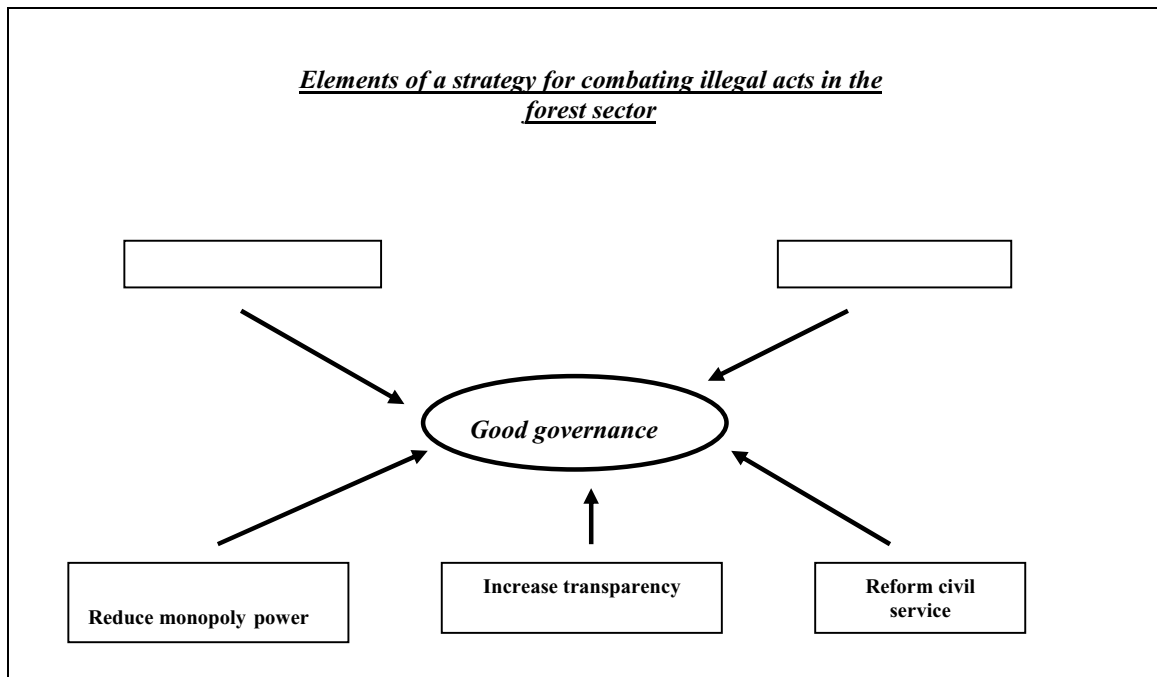 Elements of a strategy for combating illegal acts in the
forest sector
Good governance
Reduce monopoly power
Increase transparency
Reform civil
service